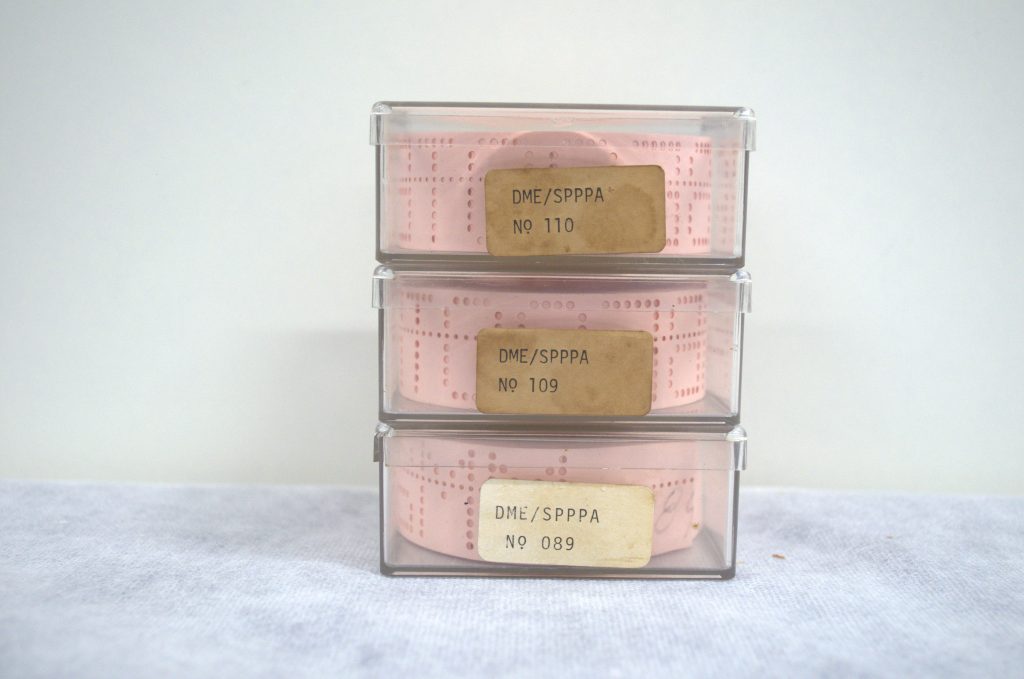 DME/SPPPA
Nº 110
DME/SPPPA
Nº 109
DME/SPPPA
Nº 089